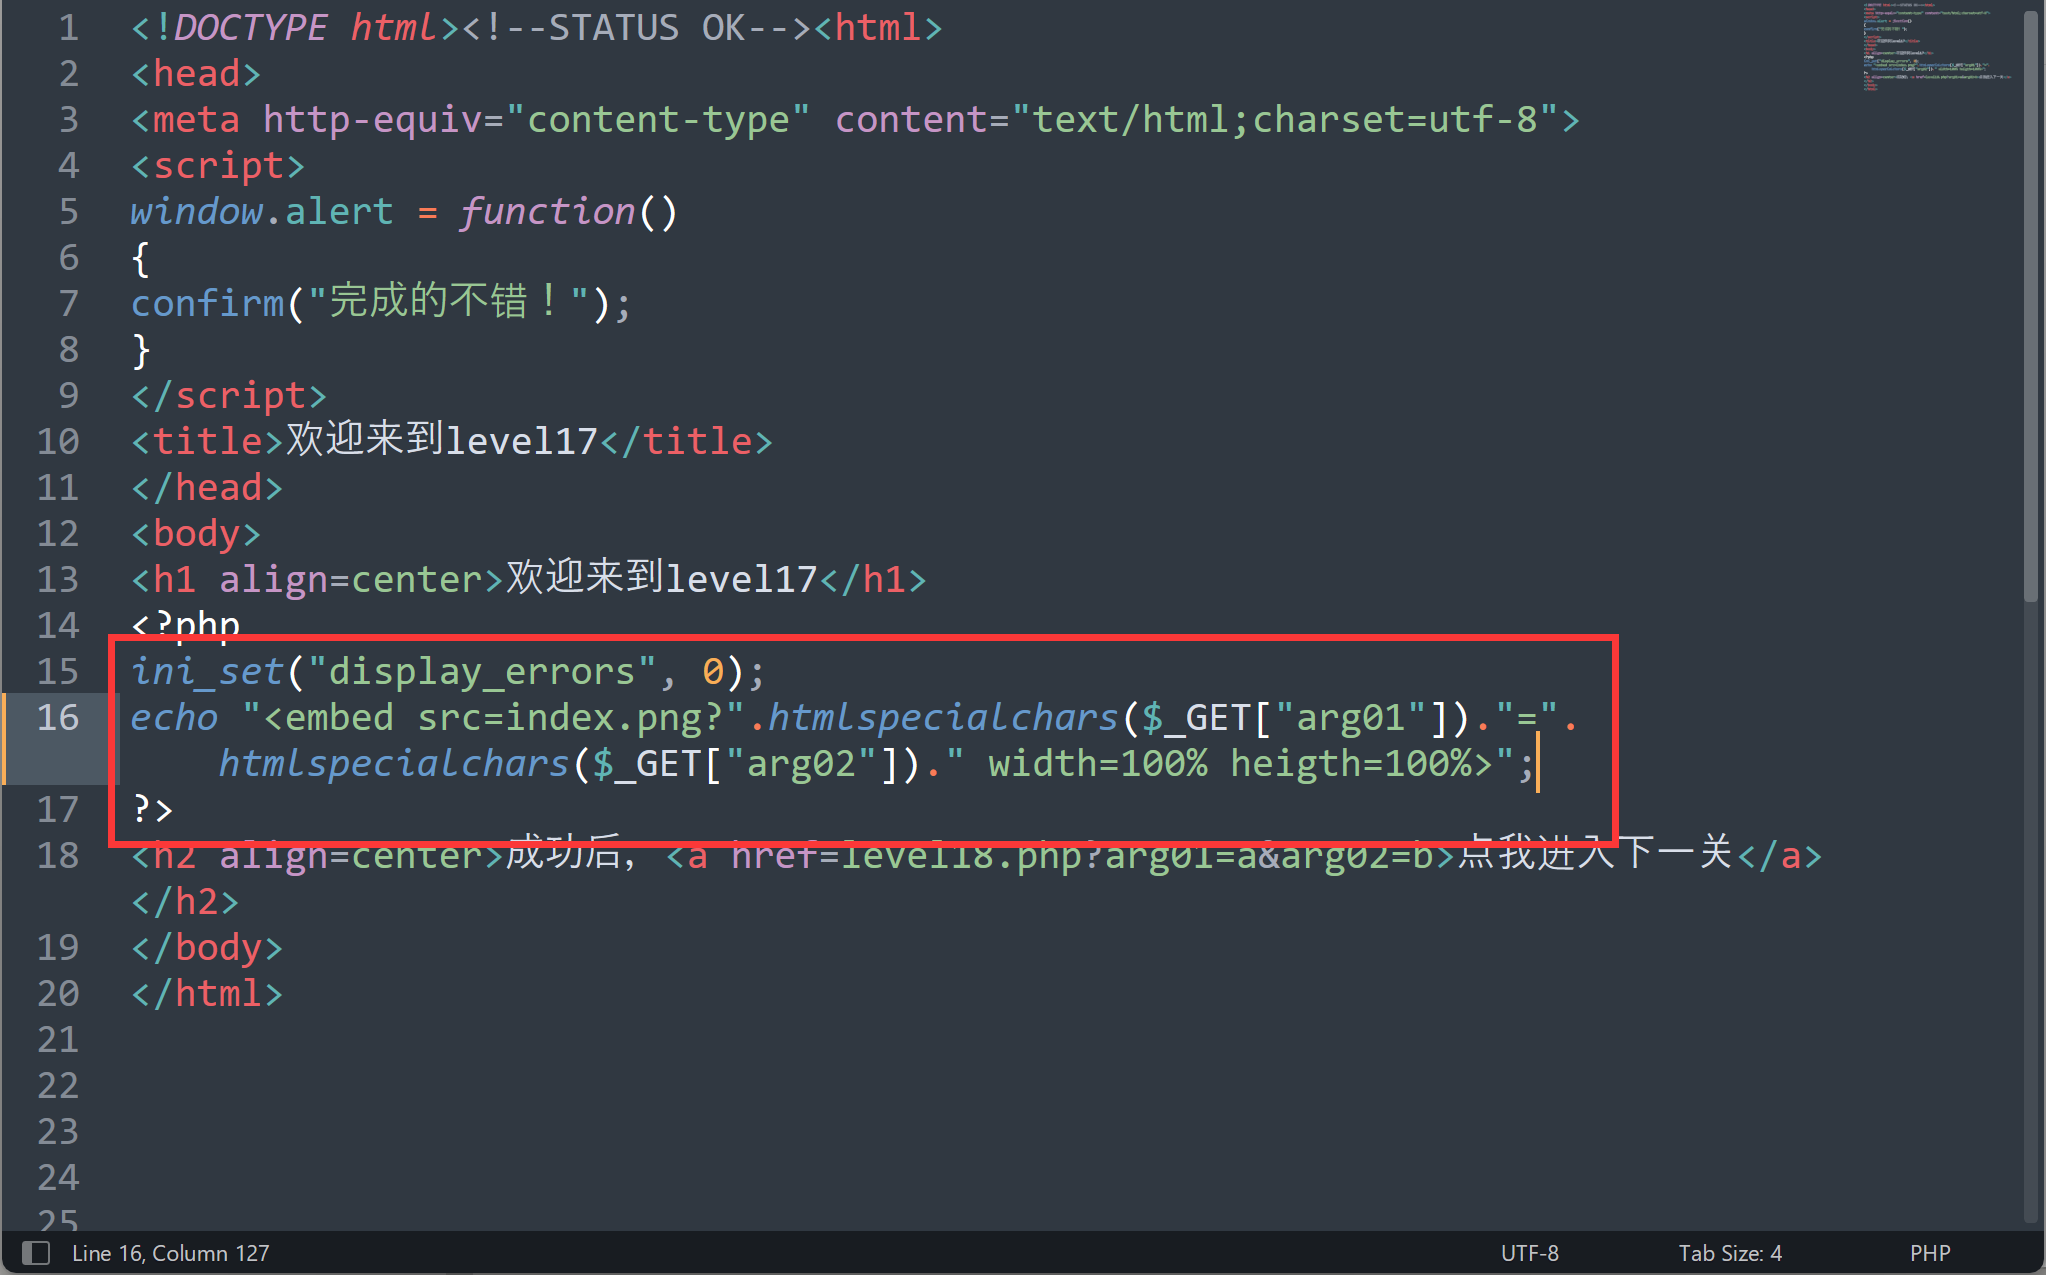 1 <!DOCTYPE html><!--STATUS OK--><html>
2 <head>
3 <meta http-equiv="content-type" content="text/html;charset=utf-8">
4 <script>
5 window.alert = function()
6 {
7 confirm("完成的不错！");
8 }
9 </script>
10 <title>欢迎来到level17</title>
11 </head>
12 <body>
13 <h1 align=center>欢迎来到level17</h1>
14 <?php
15 ini_set("display_errors", 0);
16 echo "<embed src=index.png?".htmlspecialchars($_GET["arg01"])."=".
htmlspecialchars($_GET["arg02"])." width=100% heigth=100%>";
17 ?>
18 <h2 align=center>成功后，<a href=level18.php?arg01=a&arg02=b>点我进入下一关</a>
</h2>
19 </body>
20 </html>
21
22
23
24
25
Line 16, Column 127 UTF-8 Tab Size: 4 PHP